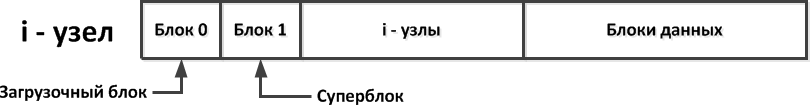 i - узел
Блок 0
Блок 1
i - узлы
Блоки данных
Загрузочный блок
Суперблок